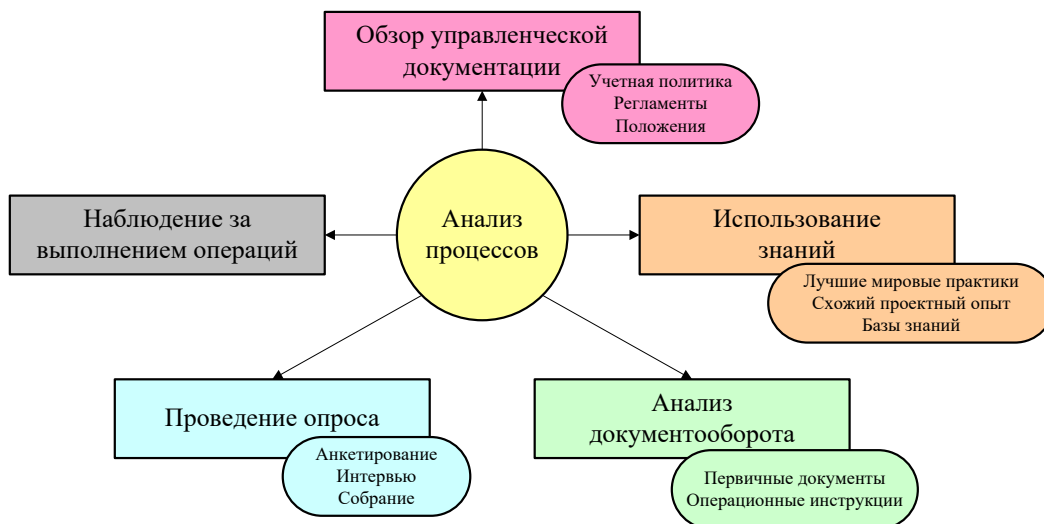 Обзор управленческой
документации
Учетная политика
Регламенты
Положения
Наблюдение за
выполнением операций
Анализ
процессов
Использование
знаний
Лучшие мировые практики
Схожий проектный опыт
Базы знаний
Проведение опроса
Анкетирование
Интервью
Собрание
Анализ
документооборота
Первичные документы
Операционные инструкции